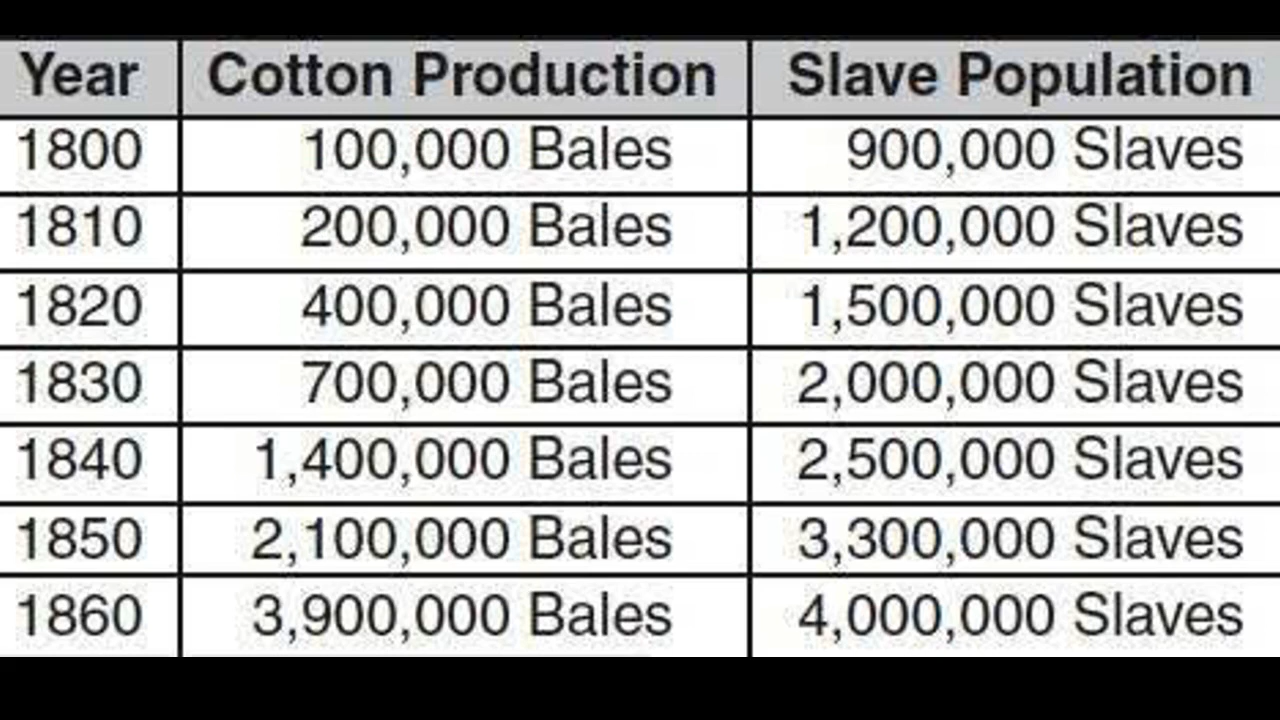 Year Cotton Production Slave Population
1800 100,000 Bales 900,000 Slaves
1810 200,000 Bales 1,200,000 Slaves
1820 400,000 Bales 1,500,000 Slaves
1830 700,000 Bales 2,000,000 Slaves
1840 1,400,000 Bales 2,500,000 Slaves
1850 2,100,000 Bales 3,300,000 Slaves
1860 3,900,000 Bales 4,000,000 Slaves